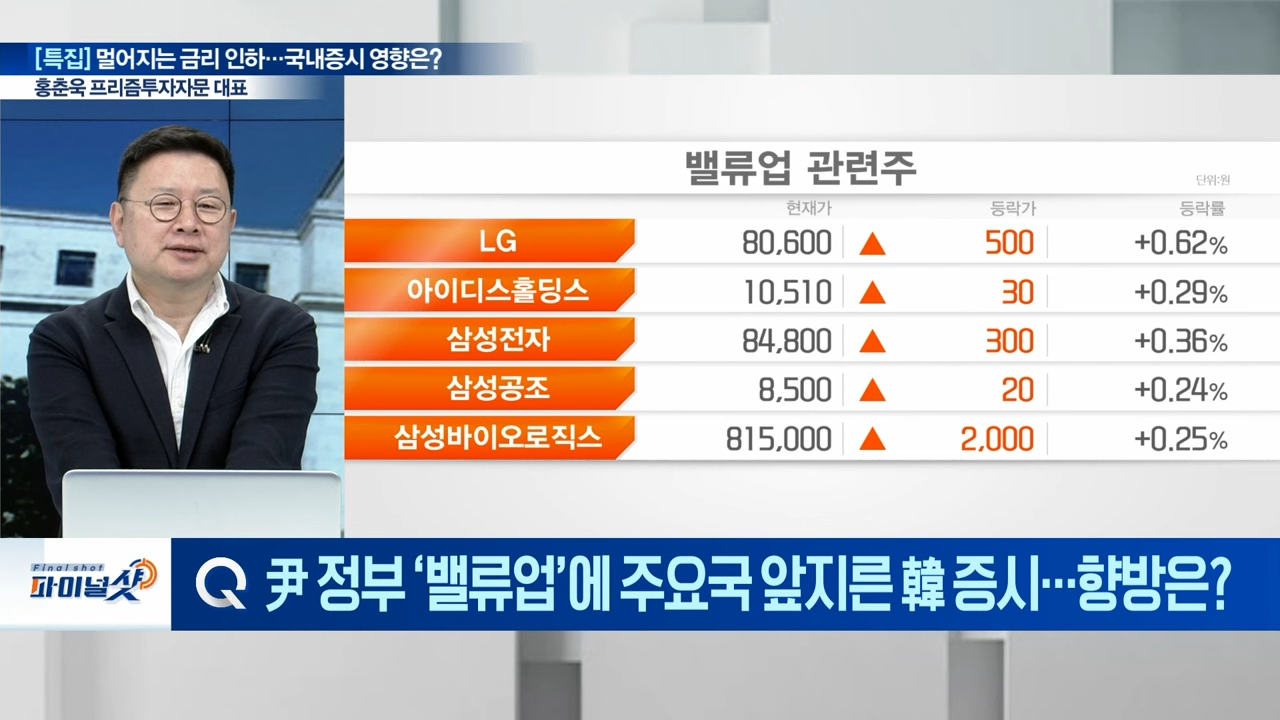 [특집] 멀어지는 금리 인하…국내증시 영향은?
홍춘욱 프리즘투자자문 대표
밸류업 관련주
단위:원
현재가 등락가 등락률
LG 80,600 ▲ 500 +0.62%
아이디스홀딩스 10,510 ▲ 30 +0.29%
삼성전자 84,800 ▲ 300 +0.36%
삼성공조 8,500 ▲ 20 +0.24%
삼성바이오로직스 815,000 ▲ 2,000 +0.25%
Final shot
파이널샷
Q 尹 정부 ‘밸류업’에 주요국 앞지른 韓 증시…향방은?